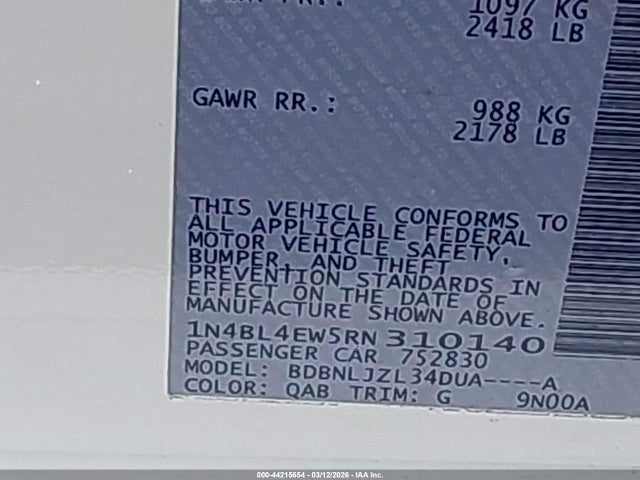 1097 KG
2418 LB
GAWR RR.: 988 KG
2178 LB
THIS VEHICLE CONFORMS TO
ALL APPLICABLE FEDERAL
MOTOR VEHICLE SAFETY,
BUMPER, AND THEFT
PREVENTION STANDARDS IN
EFFECT ON THE DATE OF
MANUFACTURE SHOWN ABOVE.
1N4BL4EW5RN310140
PASSENGER CAR 752830
MODEL: BDBNLJZL34DUA----A
COLOR: QAB TRIM: G 9N00A
000-44215654 - 03/12/2026 - IAA Inc.